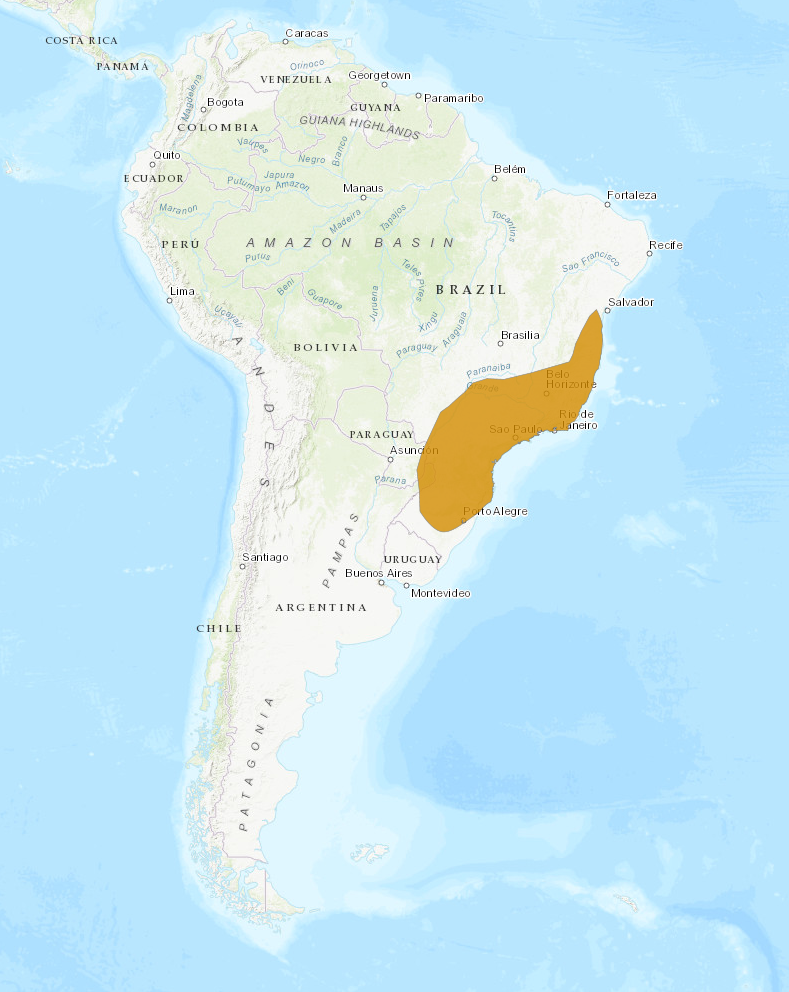 Caracas
COSTA RICA
PANAMA
Orinoco
VENEZUELA
Georgetown
Magdalena
Bogota
GUYANA
Paramaribo
COLOMBIA
GUIANA HIGHLANDS
Vaupes
Branco
Quito
Negro
Belém
ECUADOR
Japura
Putumayo
Amazon
Manaus
Fortaleza
Maranon
Madeira
Tapajos
Tocantins
PERÚ
AMAZON BASIN
Recife
Purus
Sao Francisco
Teles Pires
Beni
Guapore
Juruena
BRAZIL
Lima
Ucayali
Salvador
Xingu
Araguaia
Brasilia
BOLIVIA
Paraguay
ANDES
Paranaiba
Grande
Belo
Horizonte
Rio de
Janeiro
Sao Paulo
PARAGUAY
Asunción
Parana
Porto Alegre
PAMPAS
Santiago
URUGUAY
Buenos Aires
Montevideo
ARGENTINA
CHILE
PATAGONIA